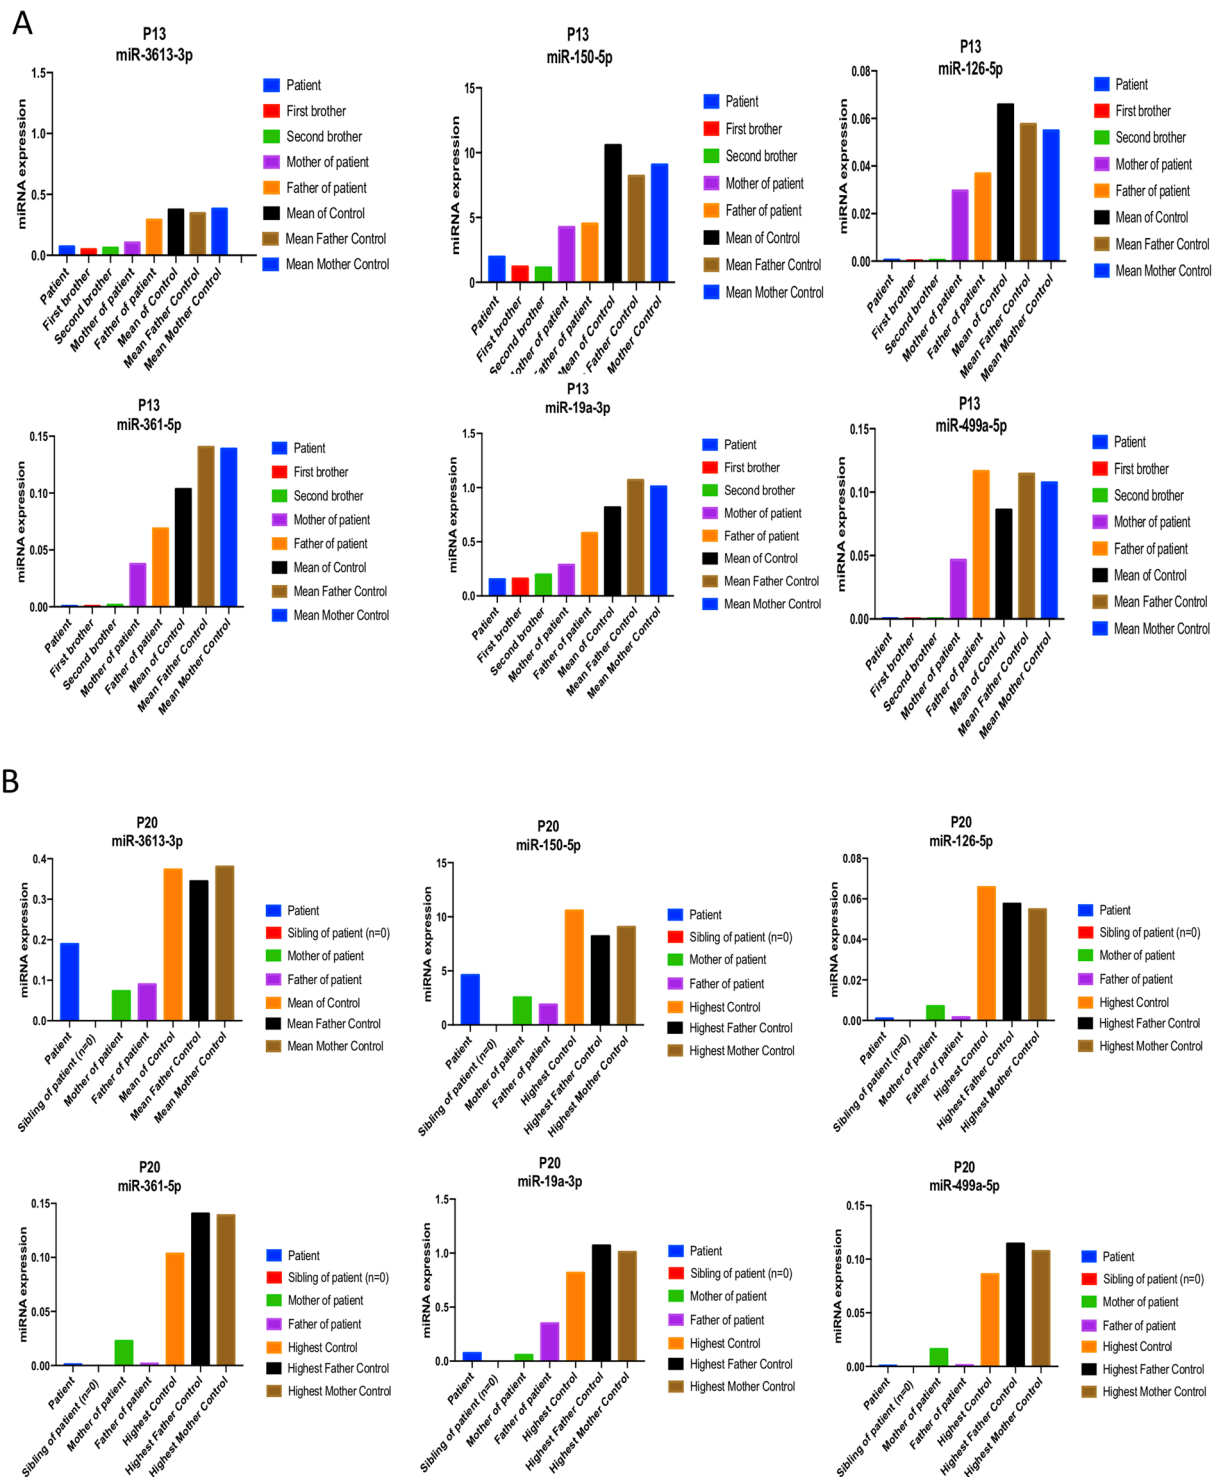 A
P13
miR-3613-3p
miRNA expression
1.5
1.0
0.5
0.0
Patient
First brother
Second brother
Mother of patient
Father of patient
Mean of Control
Mean Father Control
Mean Mother Control
Patient
First brother
Second brother
Mother of patient
Father of patient
Mean of Control
Mean Father Control
Mean Mother Control
P13
miR-150-5p
miRNA expression
15
10
5
0
Patient
First brother
Second brother
other of patient
ather of patient
Mean of Control
Father Control
Mother Control
Patient
First brother
Second brother
Mother of patient
Father of patient
Mean of Control
Mean Father Control
Mean Mother Control
P13
miR-126-5p
miRNA expression
0.08
0.06
0.04
0.02
0.00
Patient
First brother
Second brother
Mother of patient
Father of patient
Mean of Control
Mean Father Control
Mean Mother Control
Patient
First brother
Second brother
Mother of patient
Father of patient
Mean of Control
Mean Father Control
Mean Mother Control
P13
miR-361-5p
miRNA expression
0.15
0.10
0.05
0.00
Patient
First brother
Second brother
Mother of patient
Father of patient
Mean of Control
Mean Father Control
Mean Mother Control
Patient
First brother
Second brother
Mother of patient
Father of patient
Mean of Control
Mean Father Control
Mean Mother Control
P13
miR-19a-3p
miRNA expression
1.5
1.0
0.5
0.0
Patient
First brother
Second brother
Mother of patient
Father of patient
Mean of Control
Mean Father Control
Mean Mother Control
Patient
First brother
Second brother
Mother of patient
Father of patient
Mean of Control
Mean Father Control
Mean Mother Control
P13
miR-499a-5p
miRNA expression
0.15
0.10
0.05
0.00
Patient
First brother
Second brother
Mother of patient
Father of patient
Mean of Control
Mean Father Control
Mean Mother Control
Patient
First brother
Second brother
Mother of patient
Father of patient
Mean of Control
Mean Father Control
Mean Mother Control
B
P20
miR-3613-3p
miRNA expression
0.4
0.3
0.2
0.1
0.0
Patient
Sibling of patient (n=0)
Mother of patient
Father of patient
Mean of Control
Mean Father Control
Mean Mother Control
Patient
Sibling of patient (n=0)
Mother of patient
Father of patient
Mean of Control
Mean Father Control
Mean Mother Control
P20
miR-150-5p
miRNA expression
15
10
5
0
Patient
Sibling of patient (n=0)
Mother of patient
Father of patient
Highest Control
Highest Father Control
Highest Mother Control
Patient
Sibling of patient (n=0)
Mother of patient
Father of patient
Highest Control
Highest Father Control
Highest Mother Control
P20
miR-126-5p
miRNA expression
0.08
0.06
0.04
0.02
0.00
Patient
Sibling of patient (n=0)
Mother of patient
Father of patient
Highest Control
Highest Father Control
Highest Mother Control
Patient
Sibling of patient (n=0)
Mother of patient
Father of patient
Highest Control
Highest Father Control
Highest Mother Control
P20
miR-361-5p
miRNA expression
0.15
0.10
0.05
0.00
Patient
Sibling of patient (n=0)
Mother of patient
Father of patient
Highest Control
Highest Father Control
Highest Mother Control
Patient
Sibling of patient (n=0)
Mother of patient
Father of patient
Highest Control
Highest Father Control
Highest Mother Control
P20
miR-19a-3p
miRNA expression
1.5
1.0
0.5
0.0
Patient
Sibling of patient (n=0)
Mother of patient
Father of patient
Highest Control
Highest Father Control
Highest Mother Control
Patient
Sibling of patient (n=0)
Mother of patient
Father of patient
Highest Control
Highest Father Control
Highest Mother Control
P20
miR-499a-5p
miRNA expression
0.15
0.10
0.05
0.00
Patient
Sibling of patient (n=0)
Mother of patient
Father of patient
Highest Control
Highest Father Control
Highest Mother Control
Patient
Sibling of patient (n=0)
Mother of patient
Father of patient
Highest Control
Highest Father Control
Highest Mother Control